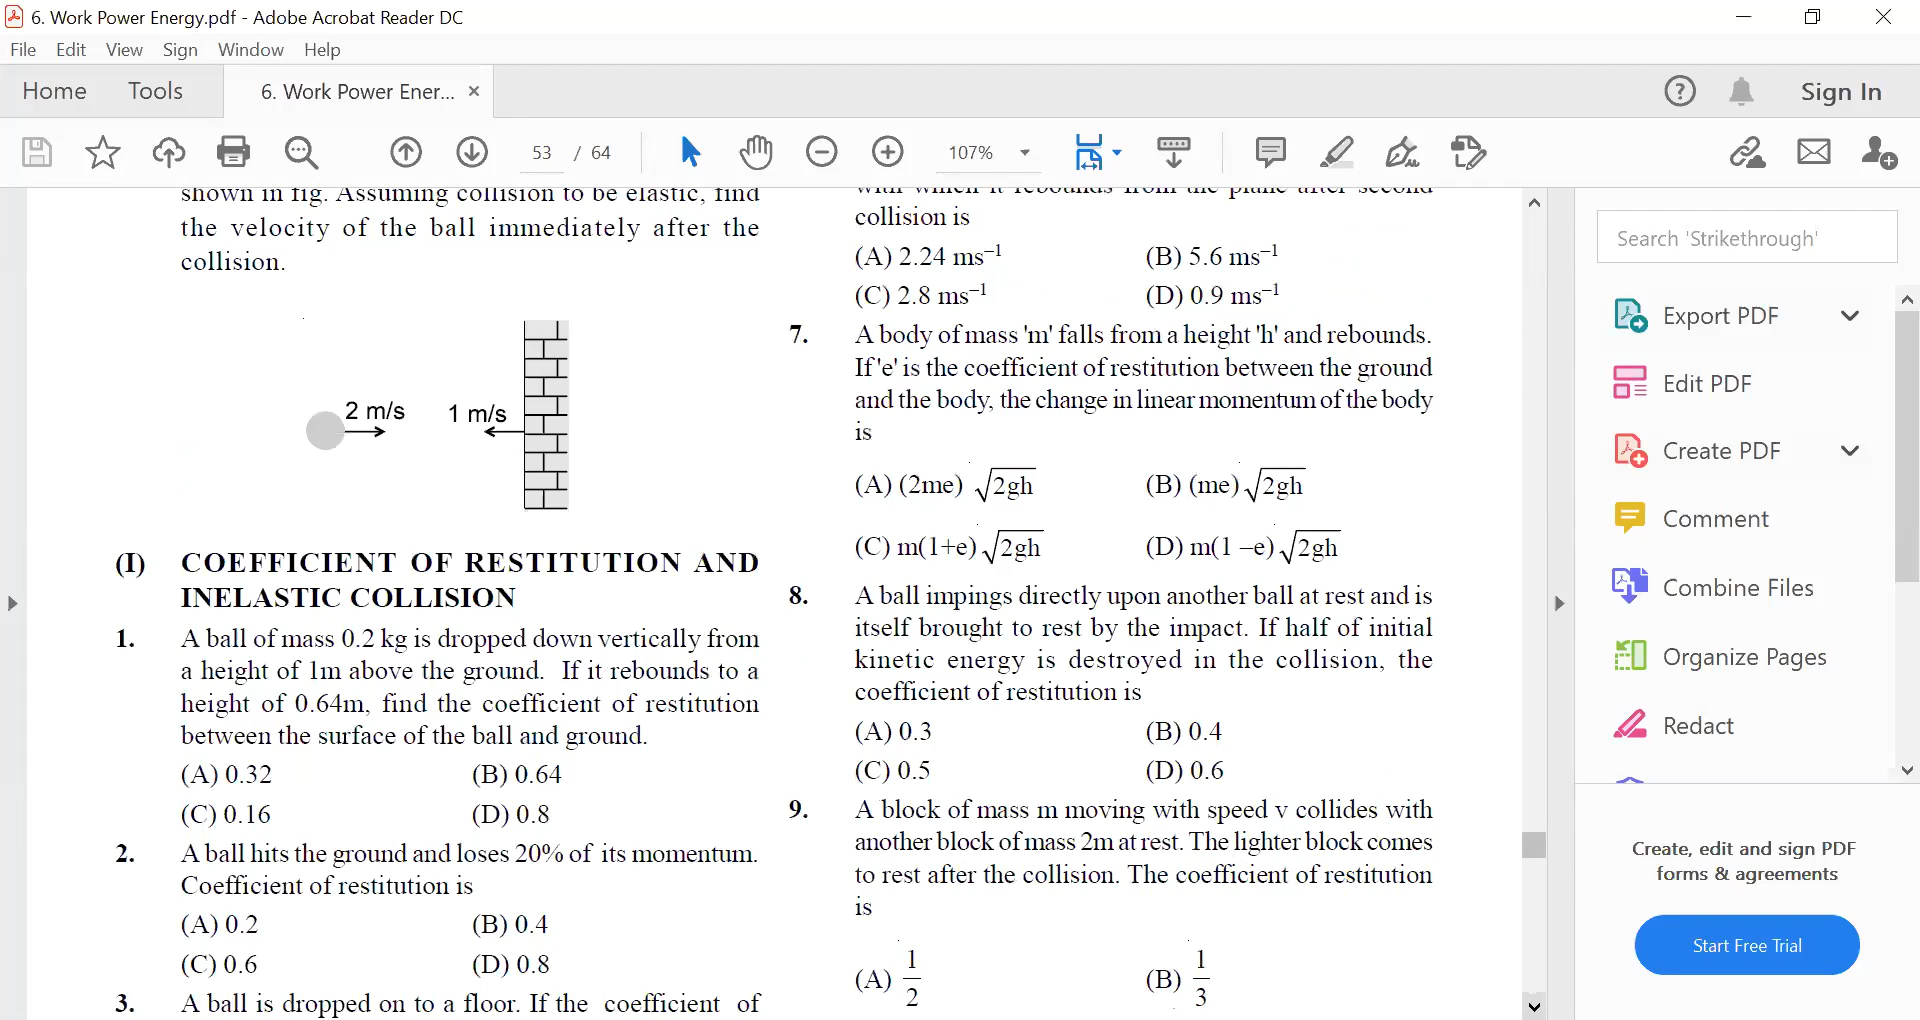 6. Work Power Energy.pdf - Adobe Acrobat Reader DC
File Edit View Sign Window Help
Home Tools 6. Work Power Ener... × Sign In
53 / 64 107%
shown in fig. Assuming collision to be elastic, find
the velocity of the ball immediately after the
collision.
2 m/s 1 m/s
(I) COEFFICIENT OF RESTITUTION AND
INELASTIC COLLISION
1. A ball of mass 0.2 kg is dropped down vertically from
a height of 1m above the ground. If it rebounds to a
height of 0.64m, find the coefficient of restitution
between the surface of the ball and ground.
(A) 0.32 (B) 0.64
(C) 0.16 (D) 0.8
2. A ball hits the ground and loses 20% of its momentum.
Coefficient of restitution is
(A) 0.2 (B) 0.4
(C) 0.6 (D) 0.8
3. A ball is dropped on to a floor. If the coefficient of
with which it rebounds from the plane after second
collision is
(A) 2.24 ms⁻¹ (B) 5.6 ms⁻¹
(C) 2.8 ms⁻¹ (D) 0.9 ms⁻¹
7. A body of mass 'm' falls from a height 'h' and rebounds.
If 'e' is the coefficient of restitution between the ground
and the body, the change in linear momentum of the body
is
(A) (2me) √2gh (B) (me) √2gh
(C) m(1+e) √2gh (D) m(1 –e) √2gh
8. A ball impings directly upon another ball at rest and is
itself brought to rest by the impact. If half of initial
kinetic energy is destroyed in the collision, the
coefficient of restitution is
(A) 0.3 (B) 0.4
(C) 0.5 (D) 0.6
9. A block of mass m moving with speed v collides with
another block of mass 2m at rest. The lighter block comes
to rest after the collision. The coefficient of restitution
is
(A) 1/2 (B) 1/3
Search 'Strikethrough'
Export PDF
Edit PDF
Create PDF
Comment
Combine Files
Organize Pages
Redact
Create, edit and sign PDF
forms & agreements
Start Free Trial